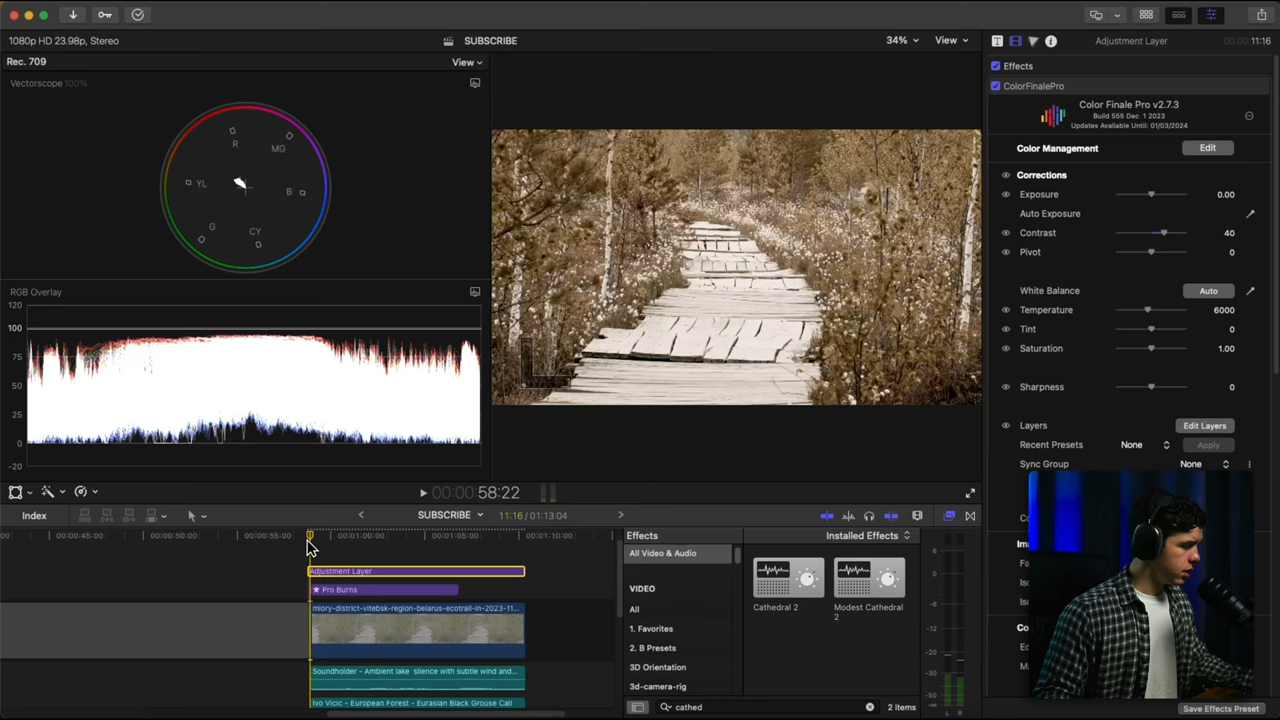 1080p HD 23.98p, Stereo
SUBSCRIBE
34%
View
Adjustment Layer
00:00:11:16
Rec. 709
View
Vectorscope 100%
R
MG
YL
B
G
CY
RGB Overlay
120
100
75
50
25
0
-20
Effects
ColorFinalePro
Color Finale Pro v2.7.3
Build 555 Dec 1 2023
Updates Available Until: 01/03/2024
Color Management
Edit
Corrections
Exposure 0.00
Auto Exposure
Contrast 40
Pivot 0
White Balance Auto
Temperature 6000
Tint 0
Saturation 1.00
Sharpness 0
Layers Edit Layers
Recent Presets None Apply
Sync Group None
00:00:58:22
Index
SUBSCRIBE
11:16 / 01:13:04
00:00:45:00
00:00:50:00
00:00:55:00
00:01:00:00
00:01:05:00
00:01:10:00
Adjustment Layer
Pro Burns
miory-district-vitebsk-region-belarus-ecotrail-in-2023-11...
Soundholder - Ambient lake silence with subtle wind and...
Ivo Vicic - European Forest - Eurasian Black Grouse Call
Effects
Installed Effects
All Video & Audio
VIDEO
All
1. Favorites
2. B Presets
3D Orientation
3d-camera-rig
Cathedral 2
Modest Cathedral 2
cathed
2 items
6
0
-6
-12
-20
-30
-50
L R
Save Effects Preset